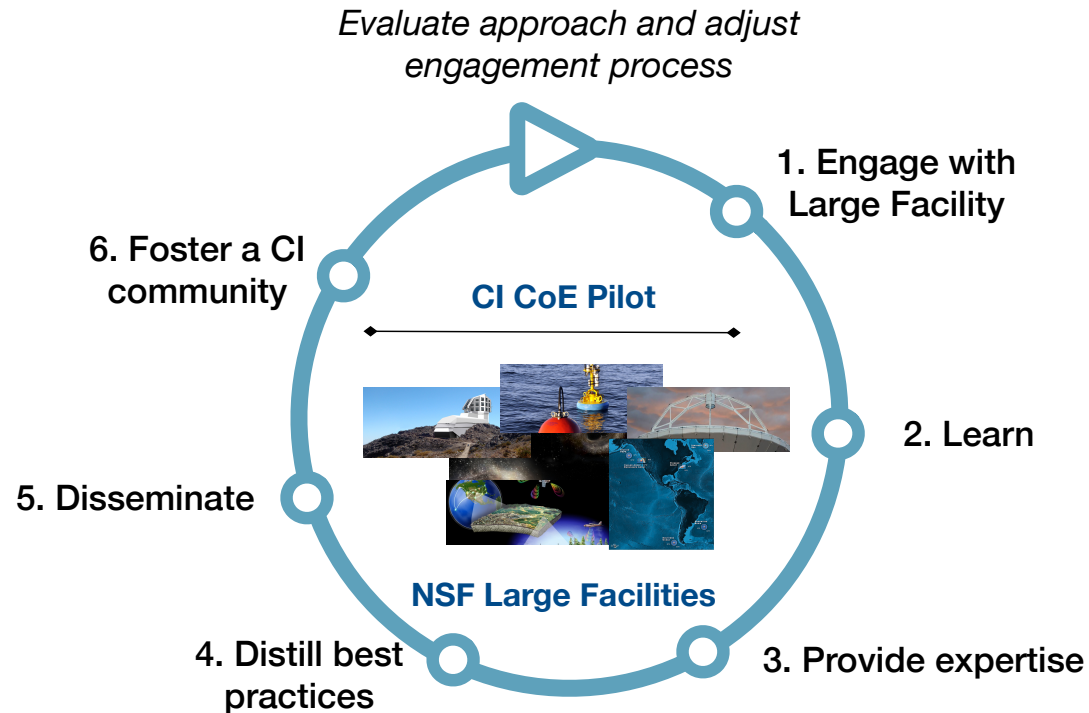 Evaluate approach and adjust
engagement process
1. Engage with
Large Facility
6. Foster a CI
community
CI CoE Pilot
2. Learn
5. Disseminate
NSF Large Facilities
4. Distill best
practices
3. Provide expertise